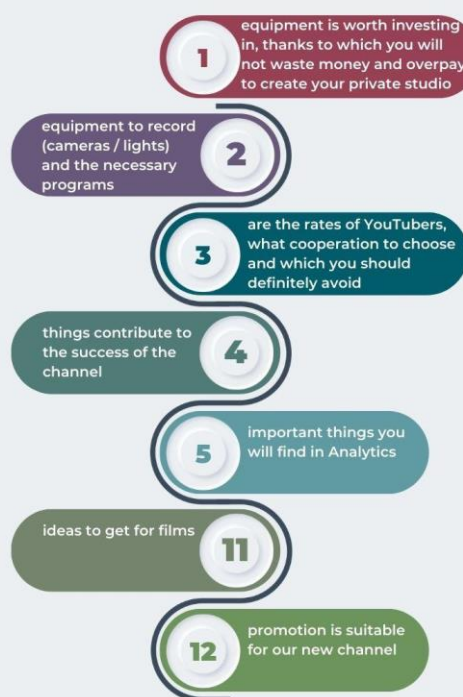 1
equipment is worth investing
in, thanks to which you will
not waste money and overpay
to create your private studio
equipment to record
(cameras / lights)
and the necessary
programs
2
3
are the rates of YouTubers,
what cooperation to choose
and which you should
definitely avoid
things contribute to
the success of the
channel
4
5
important things you
will find in Analytics
ideas to get for films
11
12
promotion is suitable
for our new channel